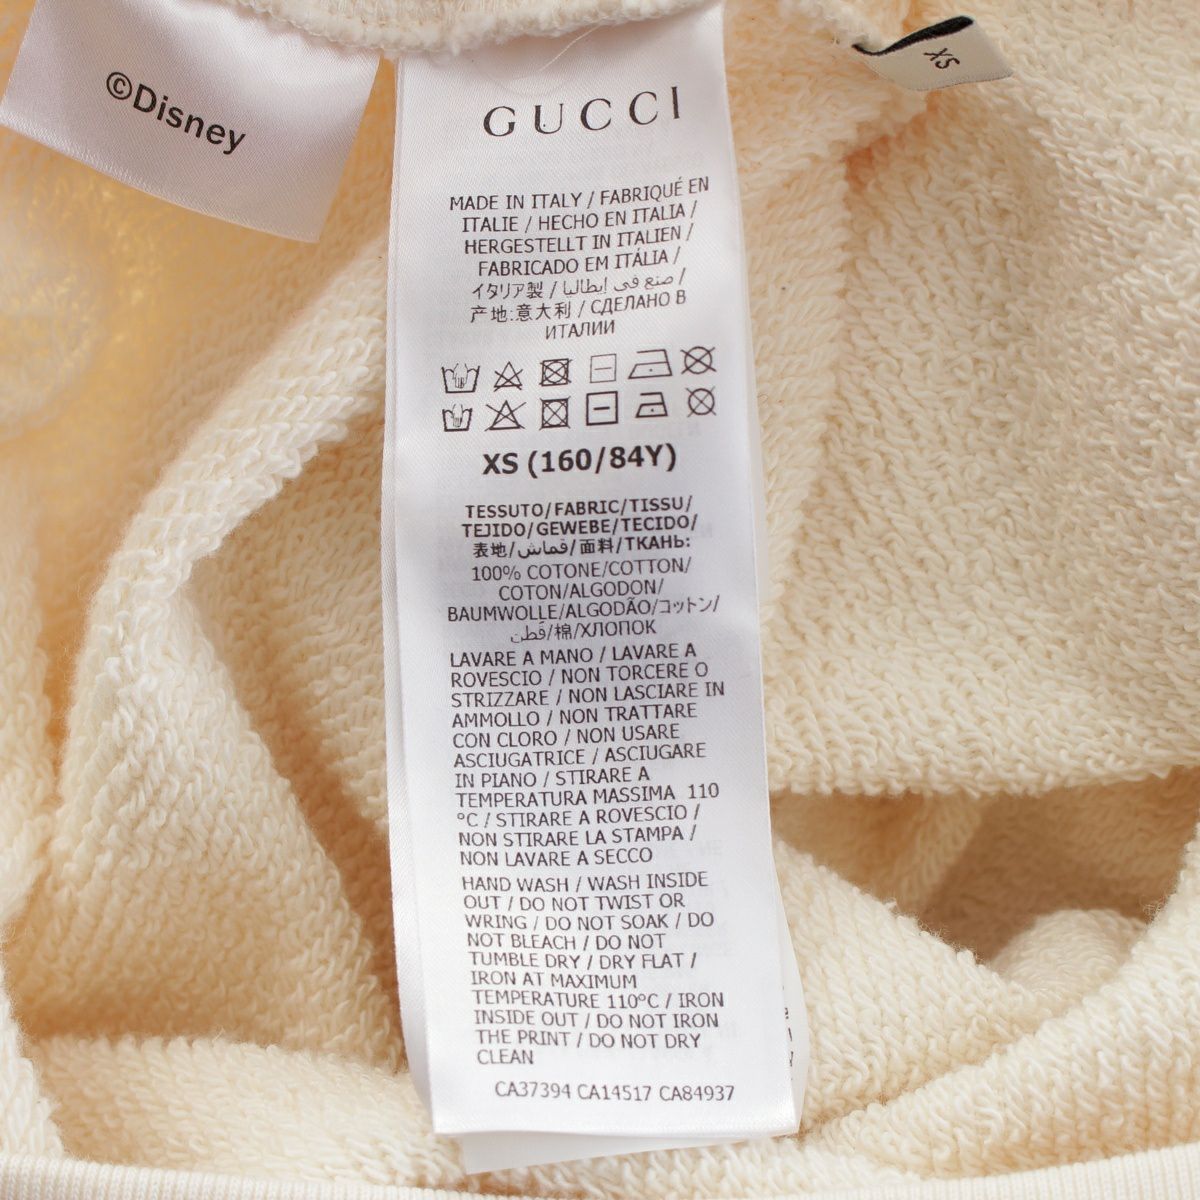 ©Disney
XS
GUCCI
MADE IN ITALY / FABRIQUÉ EN
ITALIE / HECHO EN ITALIA /
HERGESTELLT IN ITALIEN /
FABRICADO EM ITÁLIA /
イタリア製 / صنع في إيطاليا /
产地:意大利 / СДЕЛАНО В
ИТАЛИИ
XS (160/84Y)
TESSUTO/FABRIC/TISSU/
TEJIDO/GEWEBE/TECIDO/
表地/قماش/面料/ТКАНЬ:
100% COTONE/COTTON/
COTON/ALGODON/
BAUMWOLLE/ALGODÃO/コットン/
قطن/棉/ХЛОПОК
LAVARE A MANO / LAVARE A
ROVESCIO / NON TORCERE O
STRIZZARE / NON LASCIARE IN
AMMOLLO / NON TRATTARE
CON CLORO / NON USARE
ASCIUGATRICE / ASCIUGARE
IN PIANO / STIRARE A
TEMPERATURA MASSIMA 110
°C / STIRARE A ROVESCIO /
NON STIRARE LA STAMPA /
NON LAVARE A SECCO
HAND WASH / WASH INSIDE
OUT / DO NOT TWIST OR
WRING / DO NOT SOAK / DO
NOT BLEACH / DO NOT
TUMBLE DRY / DRY FLAT /
IRON AT MAXIMUM
TEMPERATURE 110°C / IRON
INSIDE OUT / DO NOT IRON
THE PRINT / DO NOT DRY
CLEAN
CA37394 CA14517 CA84937